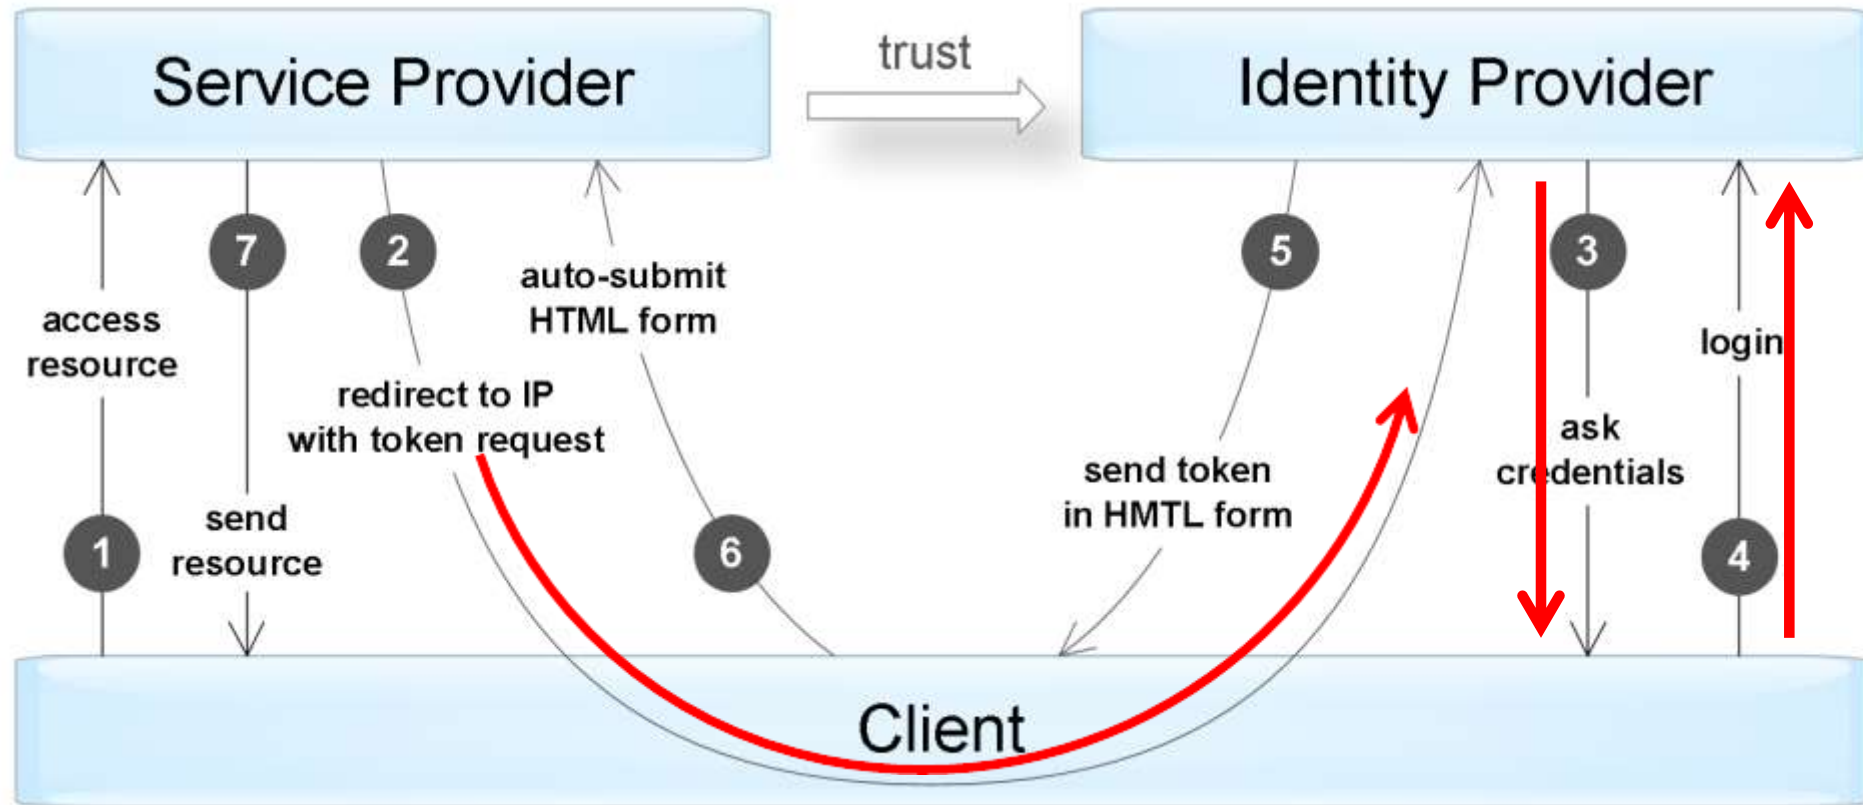 Service Provider
trust
Identity Provider
7
2
5
3
auto-submit
HTML form
access
resource
login
redirect to IP
with token request
ask
credentials
send token
in HMTL form
send
resource
1
6
4
Client